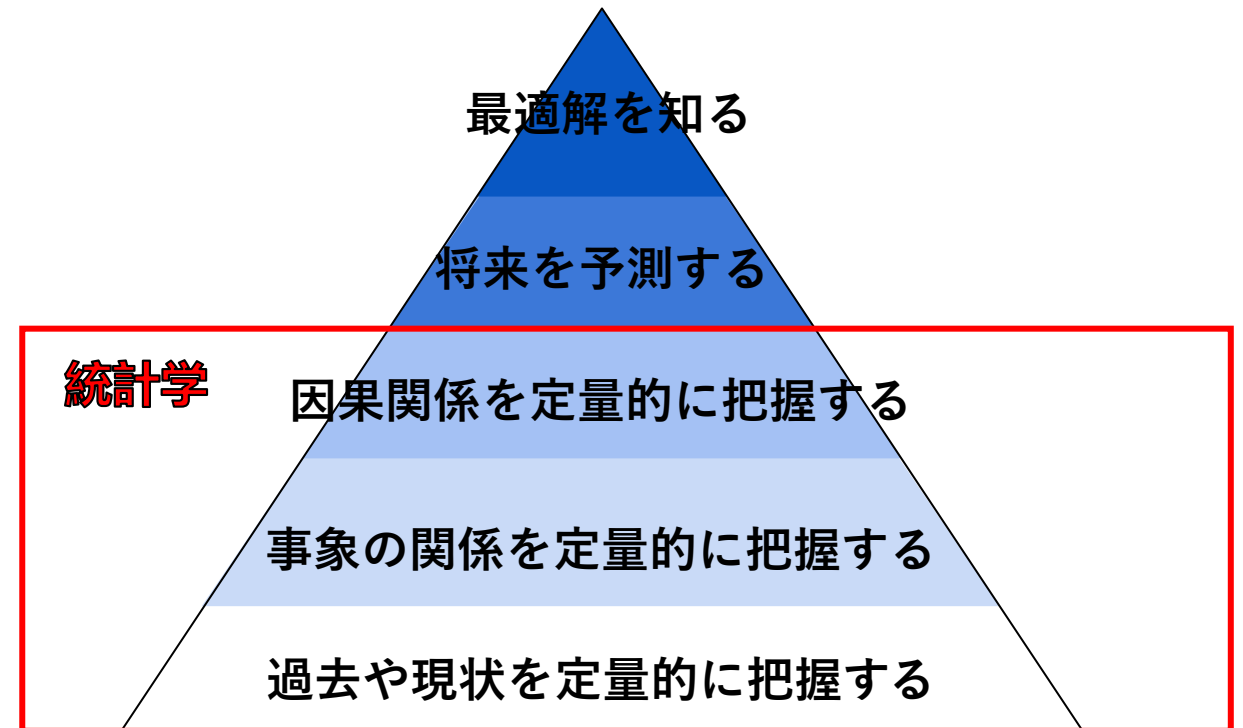 最適解を知る
将来を予測する
統計学
因果関係を定量的に把握する
事象の関係を定量的に把握する
過去や現状を定量的に把握する